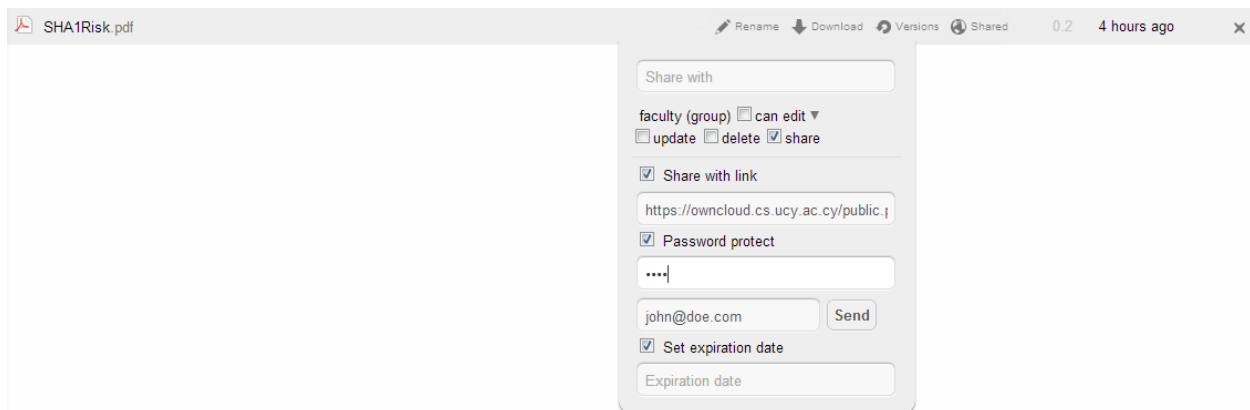 SHA1Risk.pdf Rename Download Versions Shared 0.2 4 hours ago
Share with
faculty (group) can edit
update delete share
Share with link
https://owncloud.cs.ucy.ac.cy/public.p
Password protect
••••
john@doe.com Send
Set expiration date
Expiration date